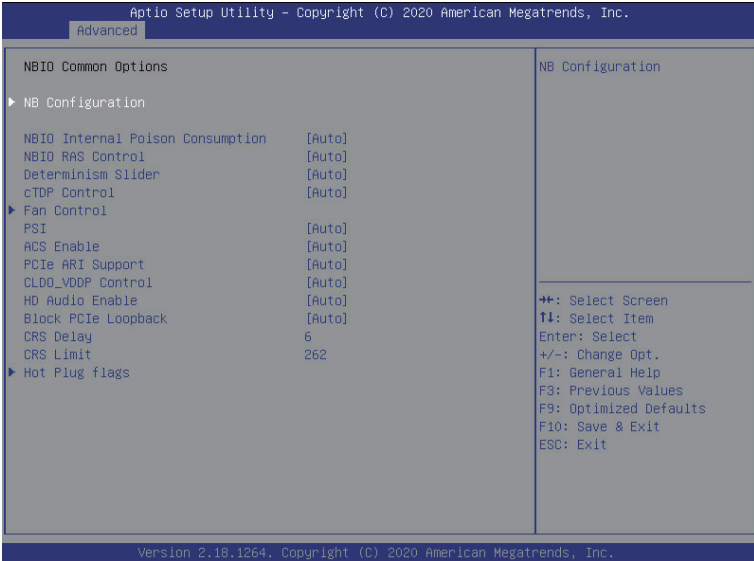 Aptio Setup Utility – Copyright (C) 2020 American Megatrends, Inc.
Advanced
NBIO Common Options
NB Configuration
NBIO Internal Poison Consumption [Auto]
NBIO RAS Control [Auto]
Determinism Slider [Auto]
cTDP Control [Auto]
Fan Control
PSI [Auto]
ACS Enable [Auto]
PCIe ARI Support [Auto]
CLDO_VDDP Control [Auto]
HD Audio Enable [Auto]
Block PCIe Loopback [Auto]
CRS Delay 6
CRS Limit 262
Hot Plug flags
NB Configuration
→←: Select Screen
↑↓: Select Item
Enter: Select
+/-: Change Opt.
F1: General Help
F3: Previous Values
F9: Optimized Defaults
F10: Save & Exit
ESC: Exit
Version 2.18.1264. Copyright (C) 2020 American Megatrends, Inc.